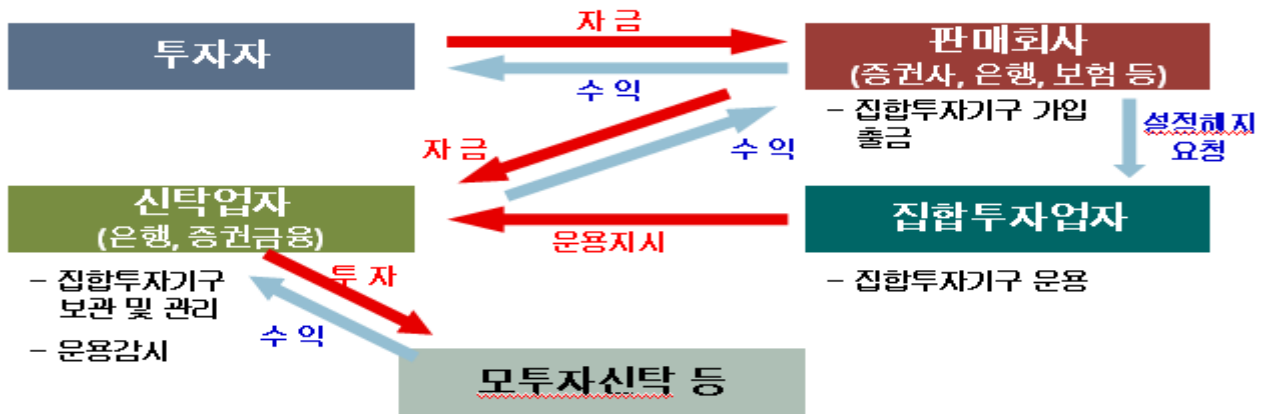 자 금
투자자
판매회사
(증권사, 은행, 보험 등)
수 익
– 집합투자기구 가입
출금
설정해지
요청
자 금
수 익
신탁업자
(은행, 증권금융)
집합투자업자
운용지시
– 집합투자기구
보관 및 관리
– 운용감시
투 자
수 익
– 집합투자기구 운용
모투자신탁 등